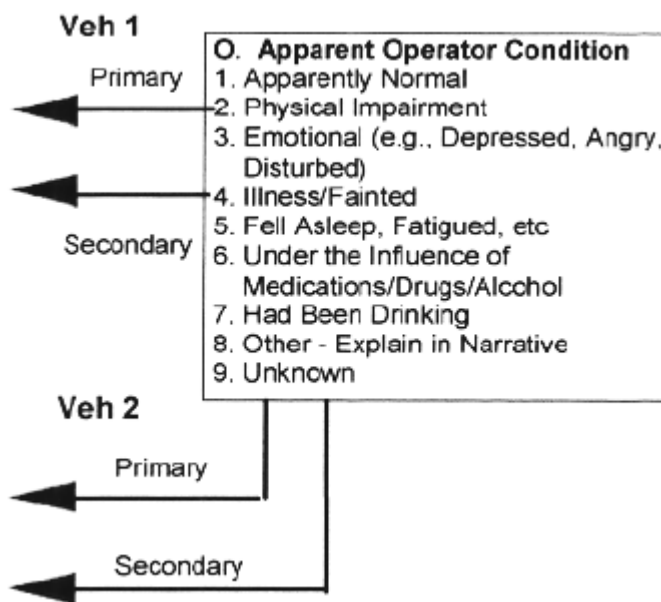 Veh 1
Primary
Secondary
O. Apparent Operator Condition
1. Apparently Normal
2. Physical Impairment
3. Emotional (e.g., Depressed, Angry,
Disturbed)
4. Illness/Fainted
5. Fell Asleep, Fatigued, etc
6. Under the Influence of
Medications/Drugs/Alcohol
7. Had Been Drinking
8. Other - Explain in Narrative
9. Unknown
Veh 2
Primary
Secondary